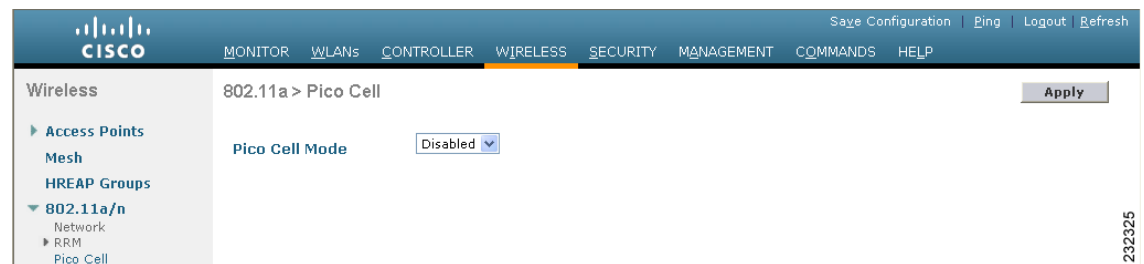 Save Configuration | Ping | Logout | Refresh
CISCO
MONITOR WLANs CONTROLLER WIRELESS SECURITY MANAGEMENT COMMANDS HELP
Wireless
802.11a > Pico Cell
Apply
Access Points
Mesh
HREAP Groups
802.11a/n
Network
RRM
Pico Cell
Pico Cell Mode Disabled
232325